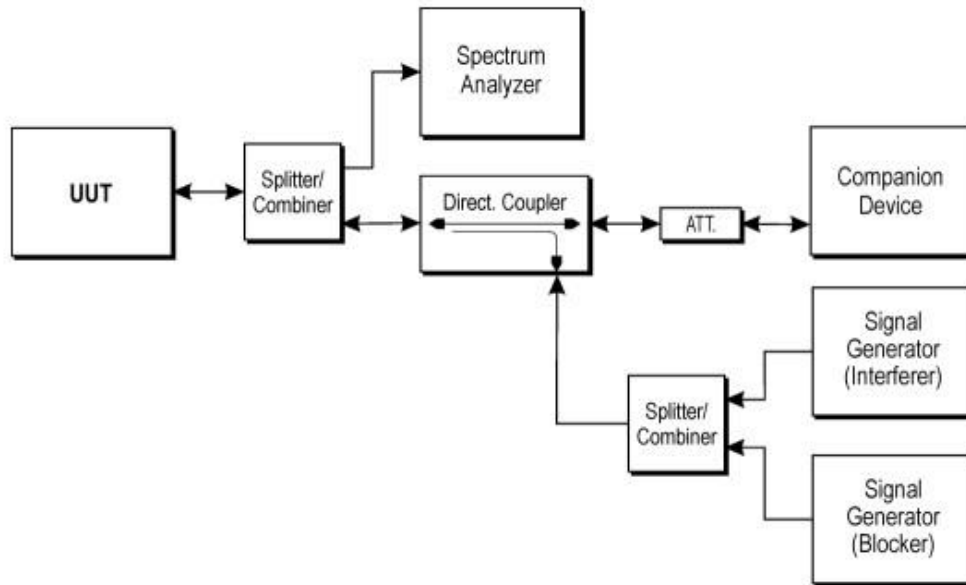 Spectrum
Analyzer
UUT
Splitter/
Combiner
Direct. Coupler
ATT.
Companion
Device
Signal
Generator
(Interferer)
Splitter/
Combiner
Signal
Generator
(Blocker)